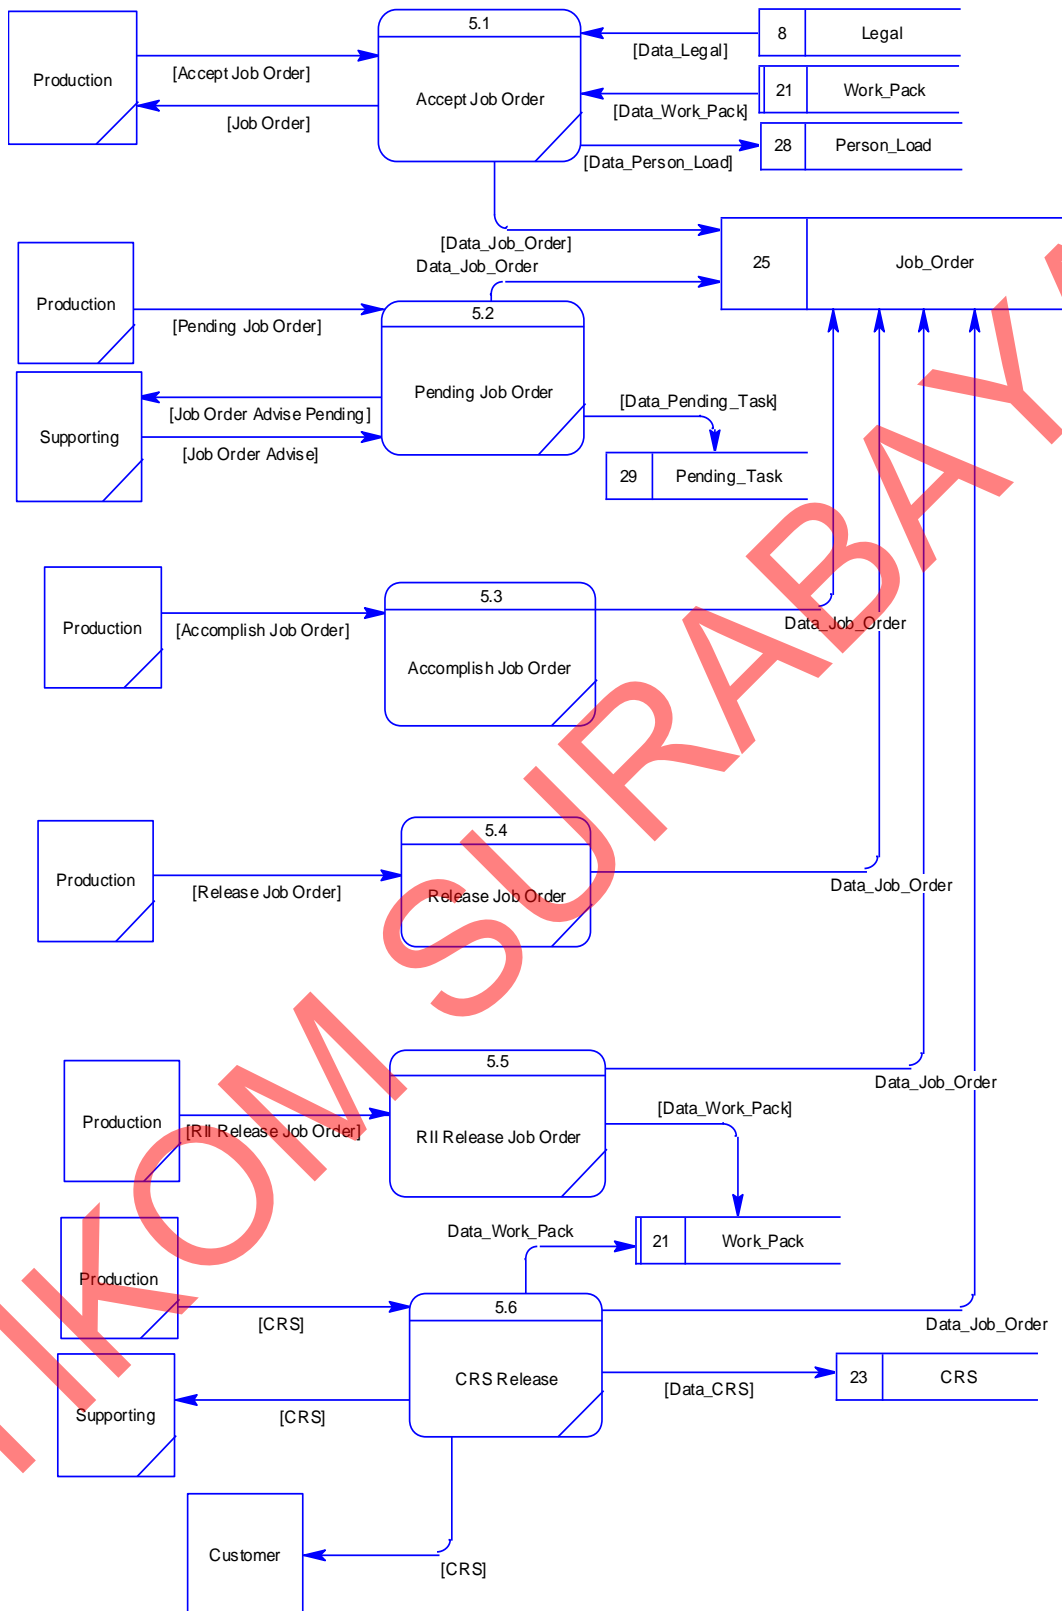 5.1
8
Legal
[Data_Legal]
Production
[Accept Job Order]
Accept Job Order
21
Work_Pack
[Data_Work_Pack]
[Job Order]
28
Person_Load
[Data_Person_Load]
[Data_Job_Order]
25
Job_Order
Data_Job_Order
Production
[Pending Job Order]
5.2
Pending Job Order
[Data_Pending_Task]
[Job Order Advise Pending]
Supporting
[Job Order Advise]
29
Pending_Task
5.3
Production
[Accomplish Job Order]
Data_Job_Order
Accomplish Job Order
5.4
Production
[Release Job Order]
Release Job Order
Data_Job_Order
5.5
Data_Job_Order
[Data_Work_Pack]
Production
[RII Release Job Order]
RII Release Job Order
Data_Work_Pack
21
Work_Pack
Production
5.6
[CRS]
Data_Job_Order
CRS Release
[Data_CRS]
23
CRS
Supporting
[CRS]
Customer
[CRS]
IKOM SURABAYA